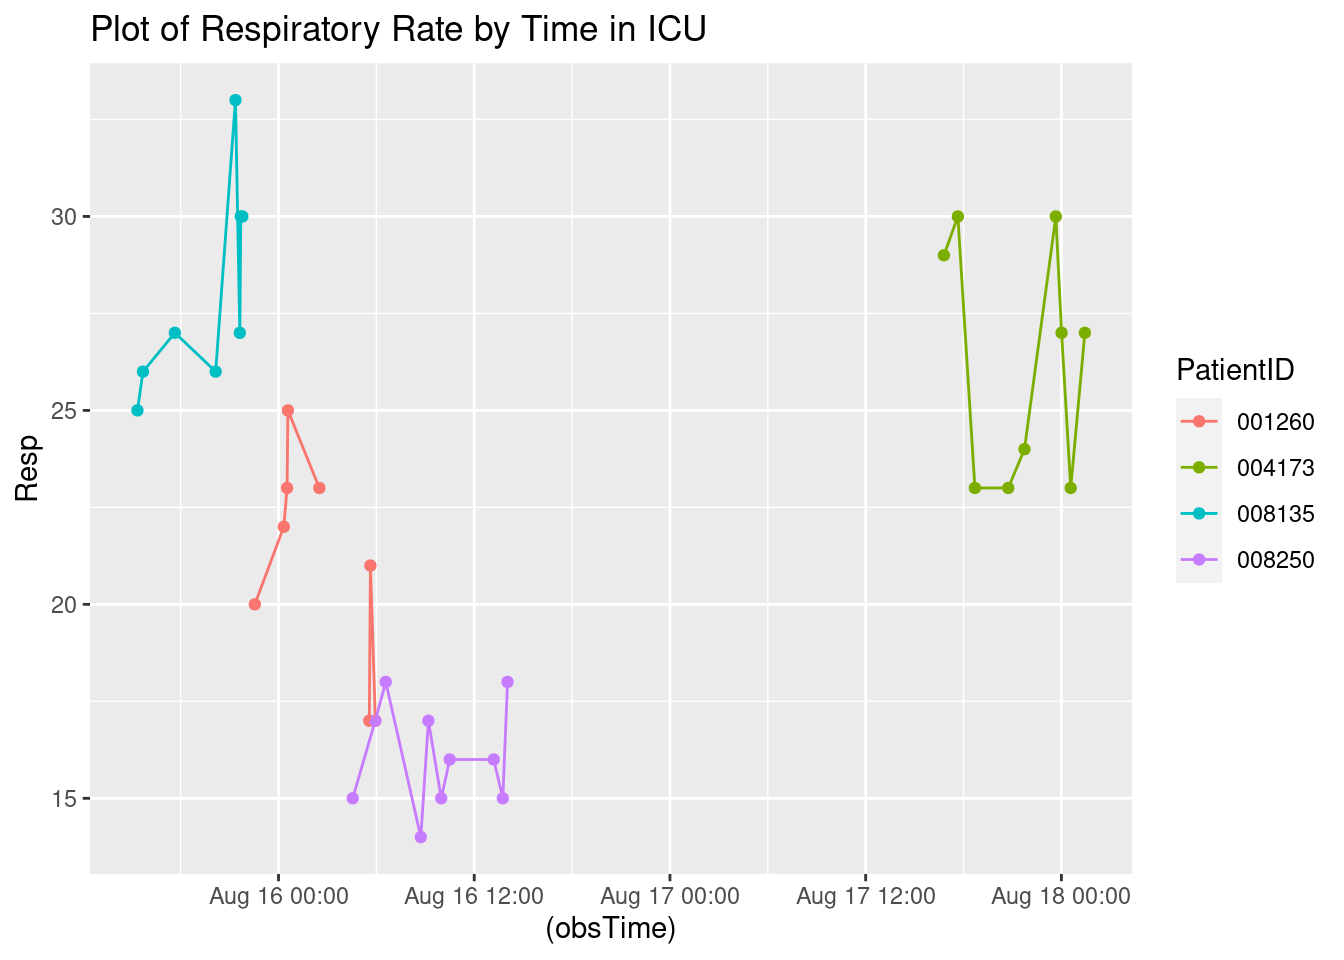 Plot of Respiratory Rate by Time in ICU
30
25
20
15
Resp
Aug 16 00:00
Aug 16 12:00
Aug 17 00:00
Aug 17 12:00
Aug 18 00:00
(obsTime)
PatientID
001260
004173
008135
008250